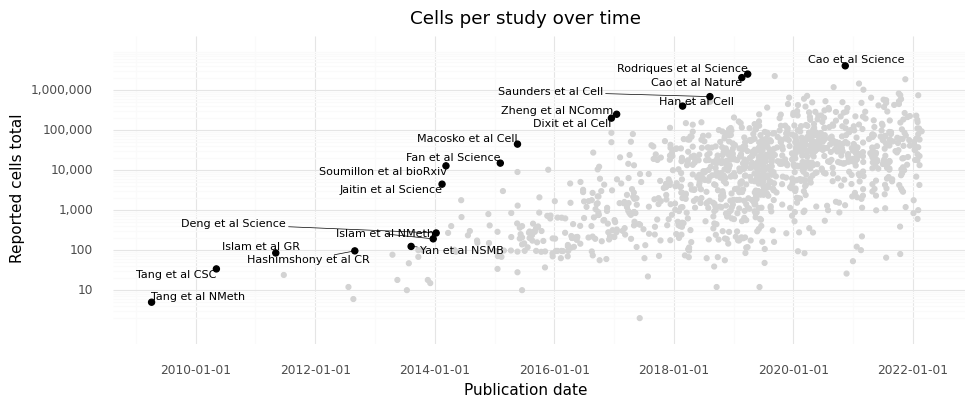 Cells per study over time
Reported cells total
1,000,000
100,000
10,000
1,000
100
10
Cao et al Science
Rodriques et al Science
Cao et al Nature
Saunders et al Cell
Han et al Cell
Zheng et al NComm
Dixit et al Cell
Macosko et al Cell
Fan et al Science
Soumillon et al bioRxiv
Jaitin et al Science
Deng et al Science
Islam et al NMeth
Islam et al GR
Yan et al NSMB
Hashimshony et al CR
Tang et al CSC
Tang et al NMeth
2010-01-01
2012-01-01
2014-01-01
2016-01-01
2018-01-01
2020-01-01
2022-01-01
Publication date